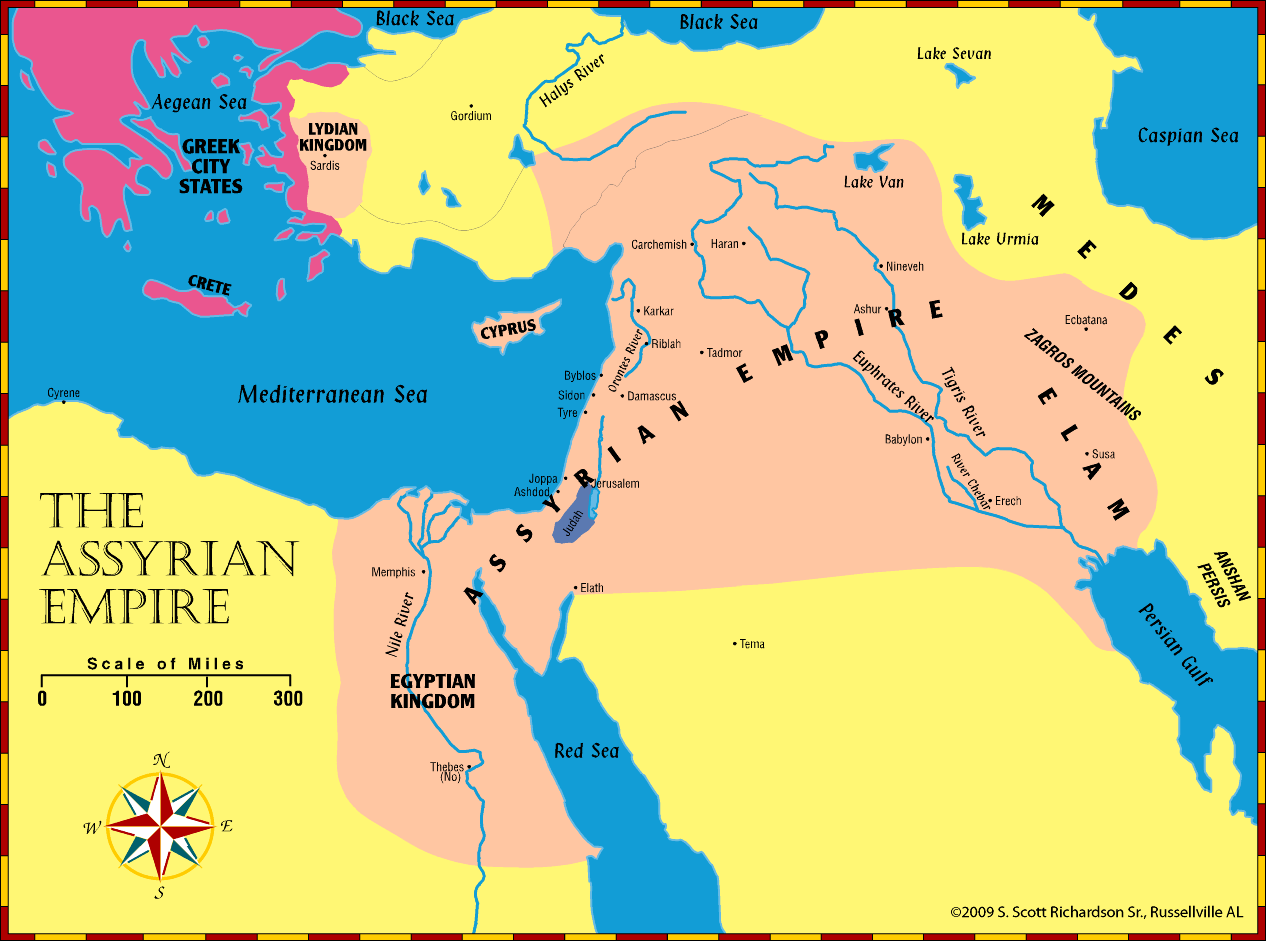 Black Sea
Black Sea
Lake Sevan
Halys River
Aegean Sea
Gordium
Caspian Sea
LYDIAN
KINGDOM
Sardis
GREEK
CITY
STATES
Lake Van
MEDES
Lake Urmia
Carchemish
Haran
Nineveh
CRETE
Karkar
Ashur
Ecbatana
CYPRUS
Riblah
Orontes River
Tadmor
ZAGROS MOUNTAINS
Byblos
Euphrates River
Tigris River
Cyrene
Mediterranean Sea
Sidon
Damascus
Tyre
ASSYRIAN EMPIRE
ELAM
Babylon
Susa
River Chebar
Joppa
Jerusalem
Ashdod
Erech
Judah
THE
ASSYRIAN
EMPIRE
Memphis
Elath
ANSHAN
PERSIS
Nile River
Persian Gulf
Tema
Scale of Miles
0 100 200 300
EGYPTIAN
KINGDOM
Red Sea
Thebes
(No)
N
W E
S
©2009 S. Scott Richardson Sr., Russellville AL